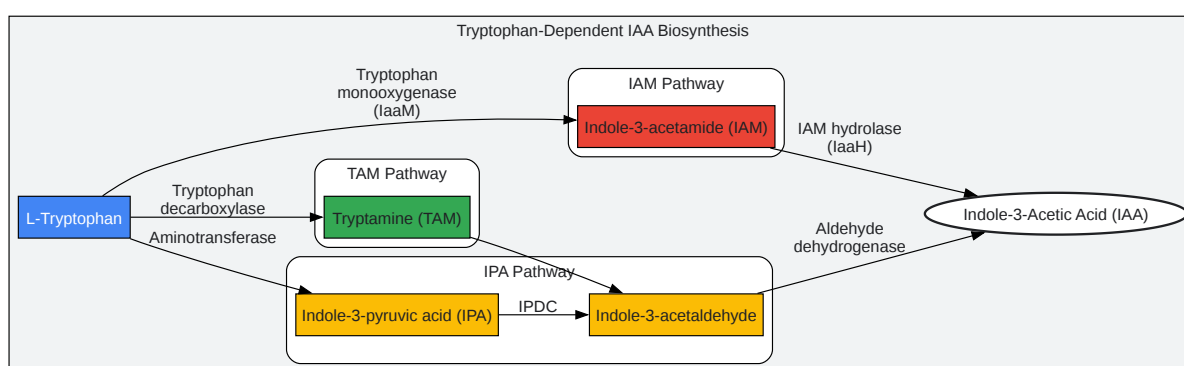 Tryptophan-Dependent IAA Biosynthesis
Tryptophan
monooxygenase
(IaaM)
IAM Pathway
Indole-3-acetamide (IAM)
IAM hydrolase
(IaaH)
TAM Pathway
Tryptophan
decarboxylase
L-Tryptophan
Tryptamine (TAM)
Indole-3-Acetic Acid (IAA)
Aminotransferase
Aldehyde
dehydrogenase
IPA Pathway
Indole-3-pyruvic acid (IPA)
IPDC
Indole-3-acetaldehyde